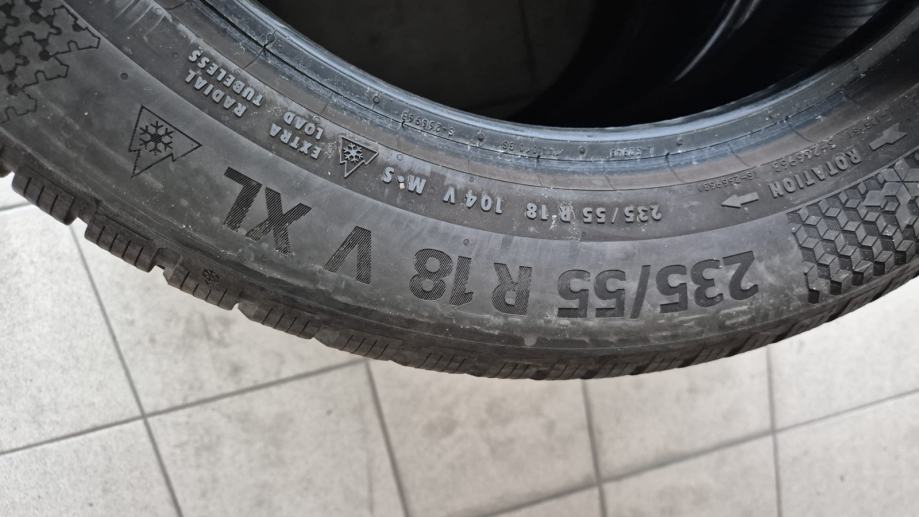 235/55 R 18 V XL
ROTATION
235/55 R 18 104 V M+S
EXTRA
LOAD
RADIAL
TUBELESS